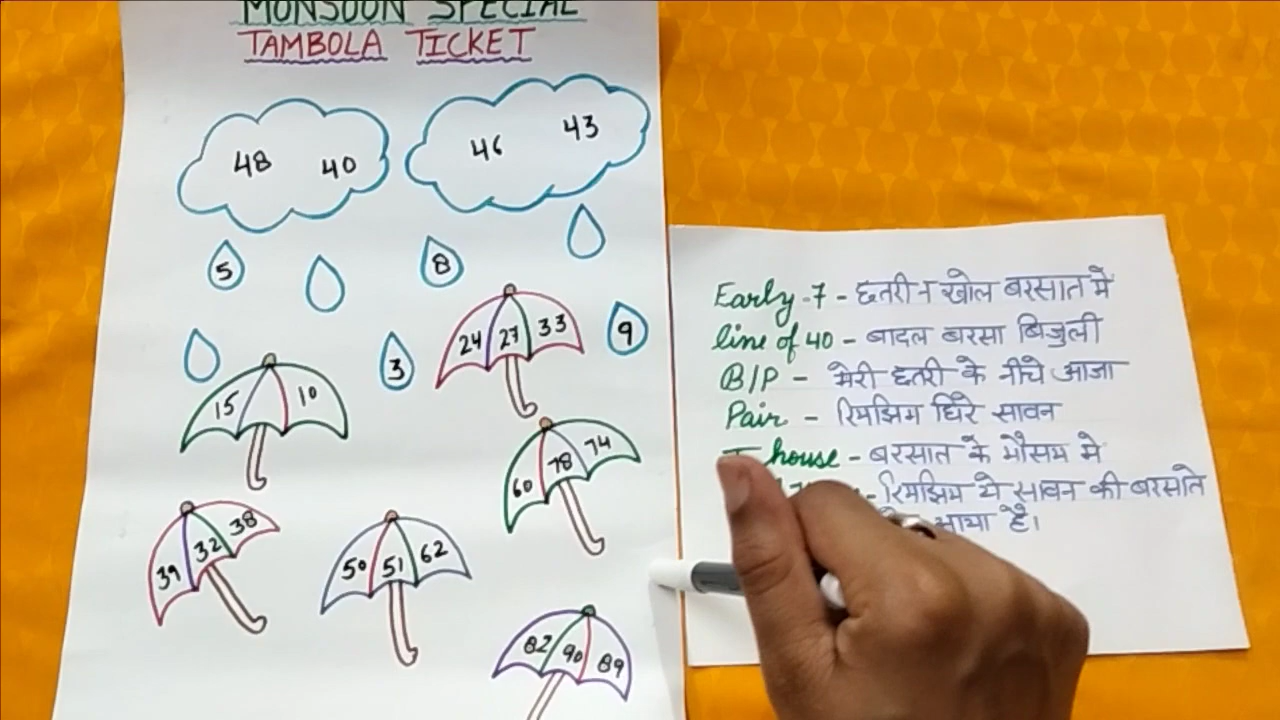 MONSOON SPECIAL
TAMBOLA TICKET
48 40
46 43
5
8
9
3
24 27 33
15 10
60 78 74
39 32 38
50 51 62
82 90 89
Early-7 - छतरी न खोल बरसात में
line of 40 - बादल बरसा बिजुली
B/P - मेरी छतरी के नीचे आजा
Pair - रिमझिम घिरे सावन
house - बरसात के मौसम में
- रिमझिम ये सावन की बरसाते
आया है।